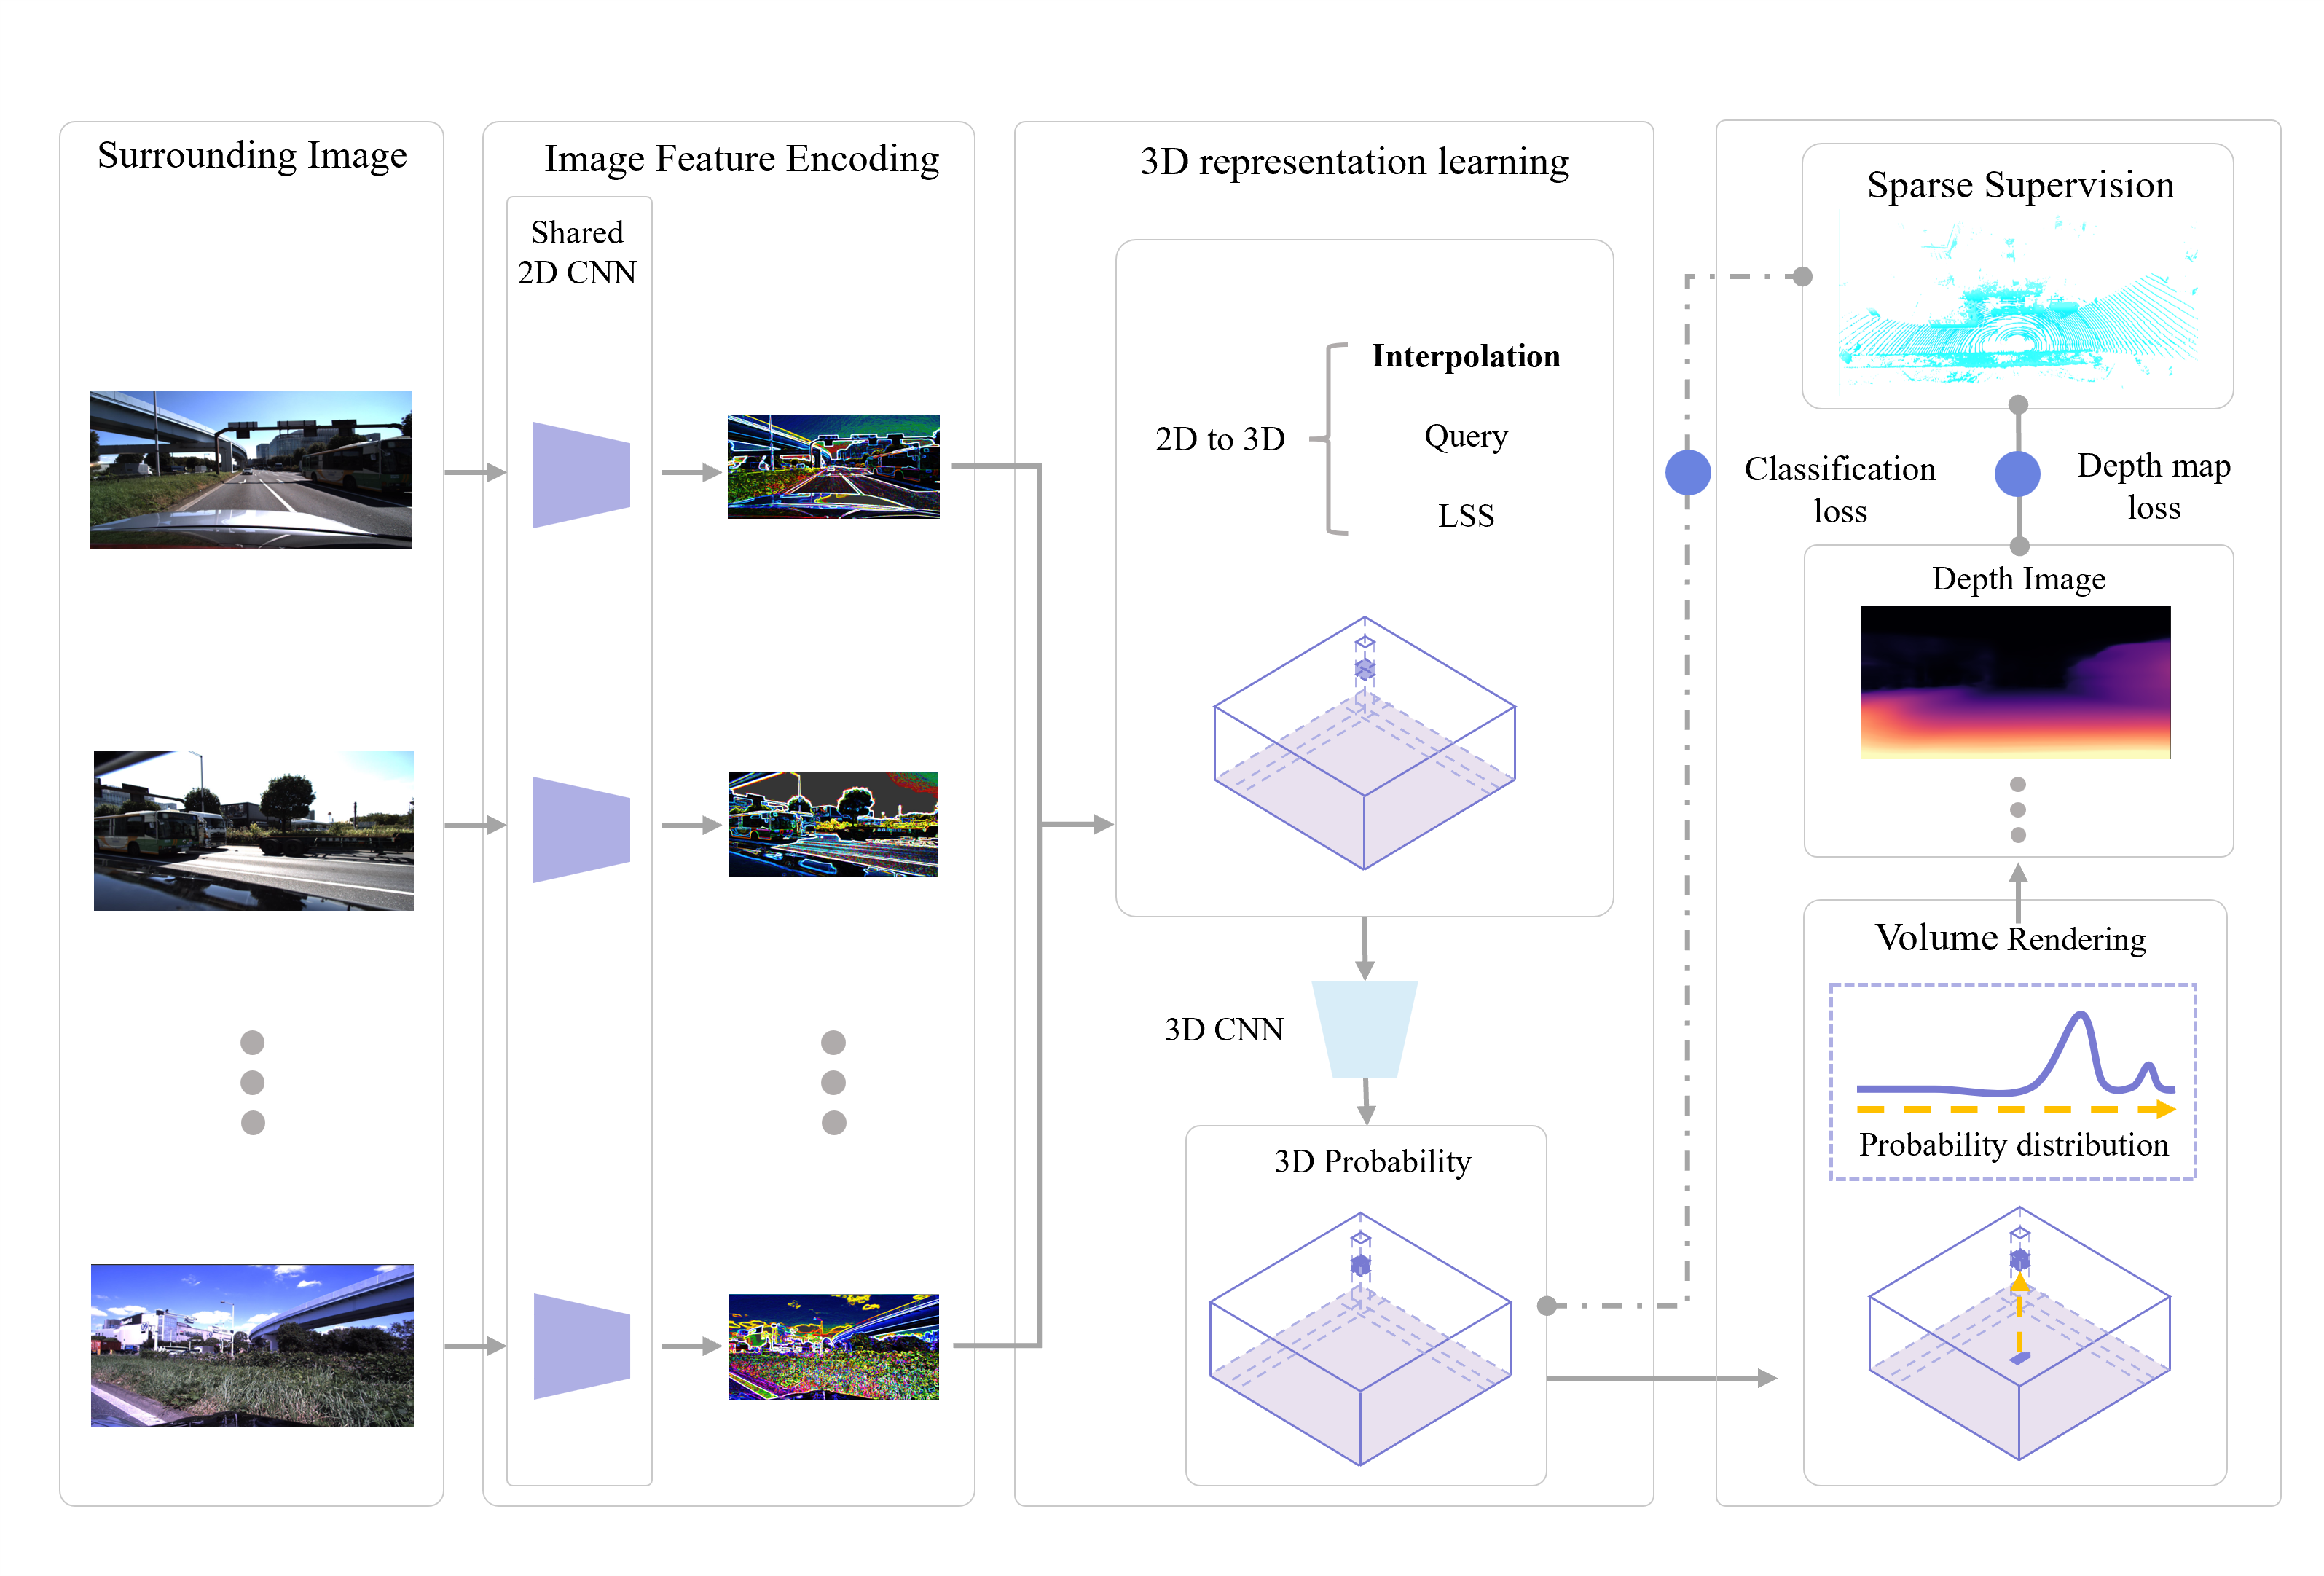 Surrounding Image
Image Feature Encoding
Shared
2D CNN
3D representation learning
2D to 3D
Interpolation
Query
LSS
3D CNN
3D Probability
Sparse Supervision
Classification
loss
Depth map
loss
Depth Image
Volume Rendering
Probability distribution